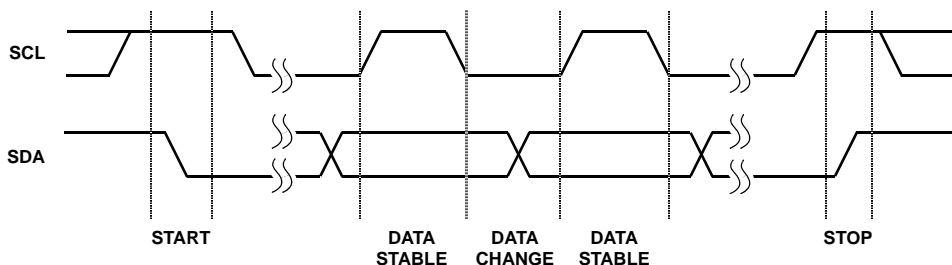 SCL
SDA
START
DATA
STABLE
DATA
CHANGE
DATA
STABLE
STOP